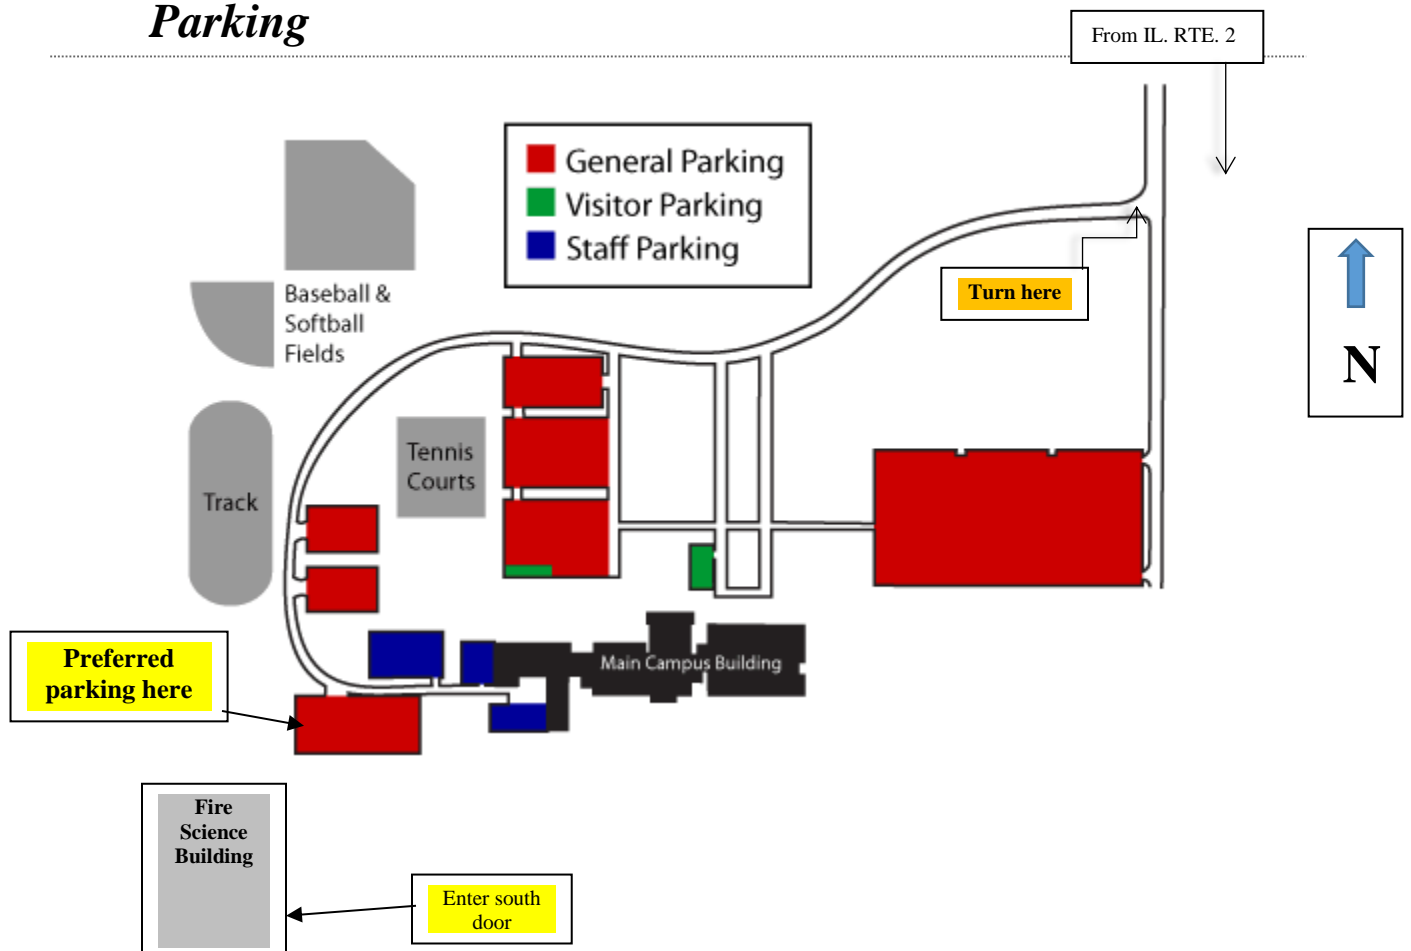 Parking
From IL. RTE. 2
General Parking
Visitor Parking
Staff Parking
Turn here
N
Baseball &
Softball
Fields
Tennis
Courts
Track
Preferred
parking here
Main Campus Building
Fire
Science
Building
Enter south
door